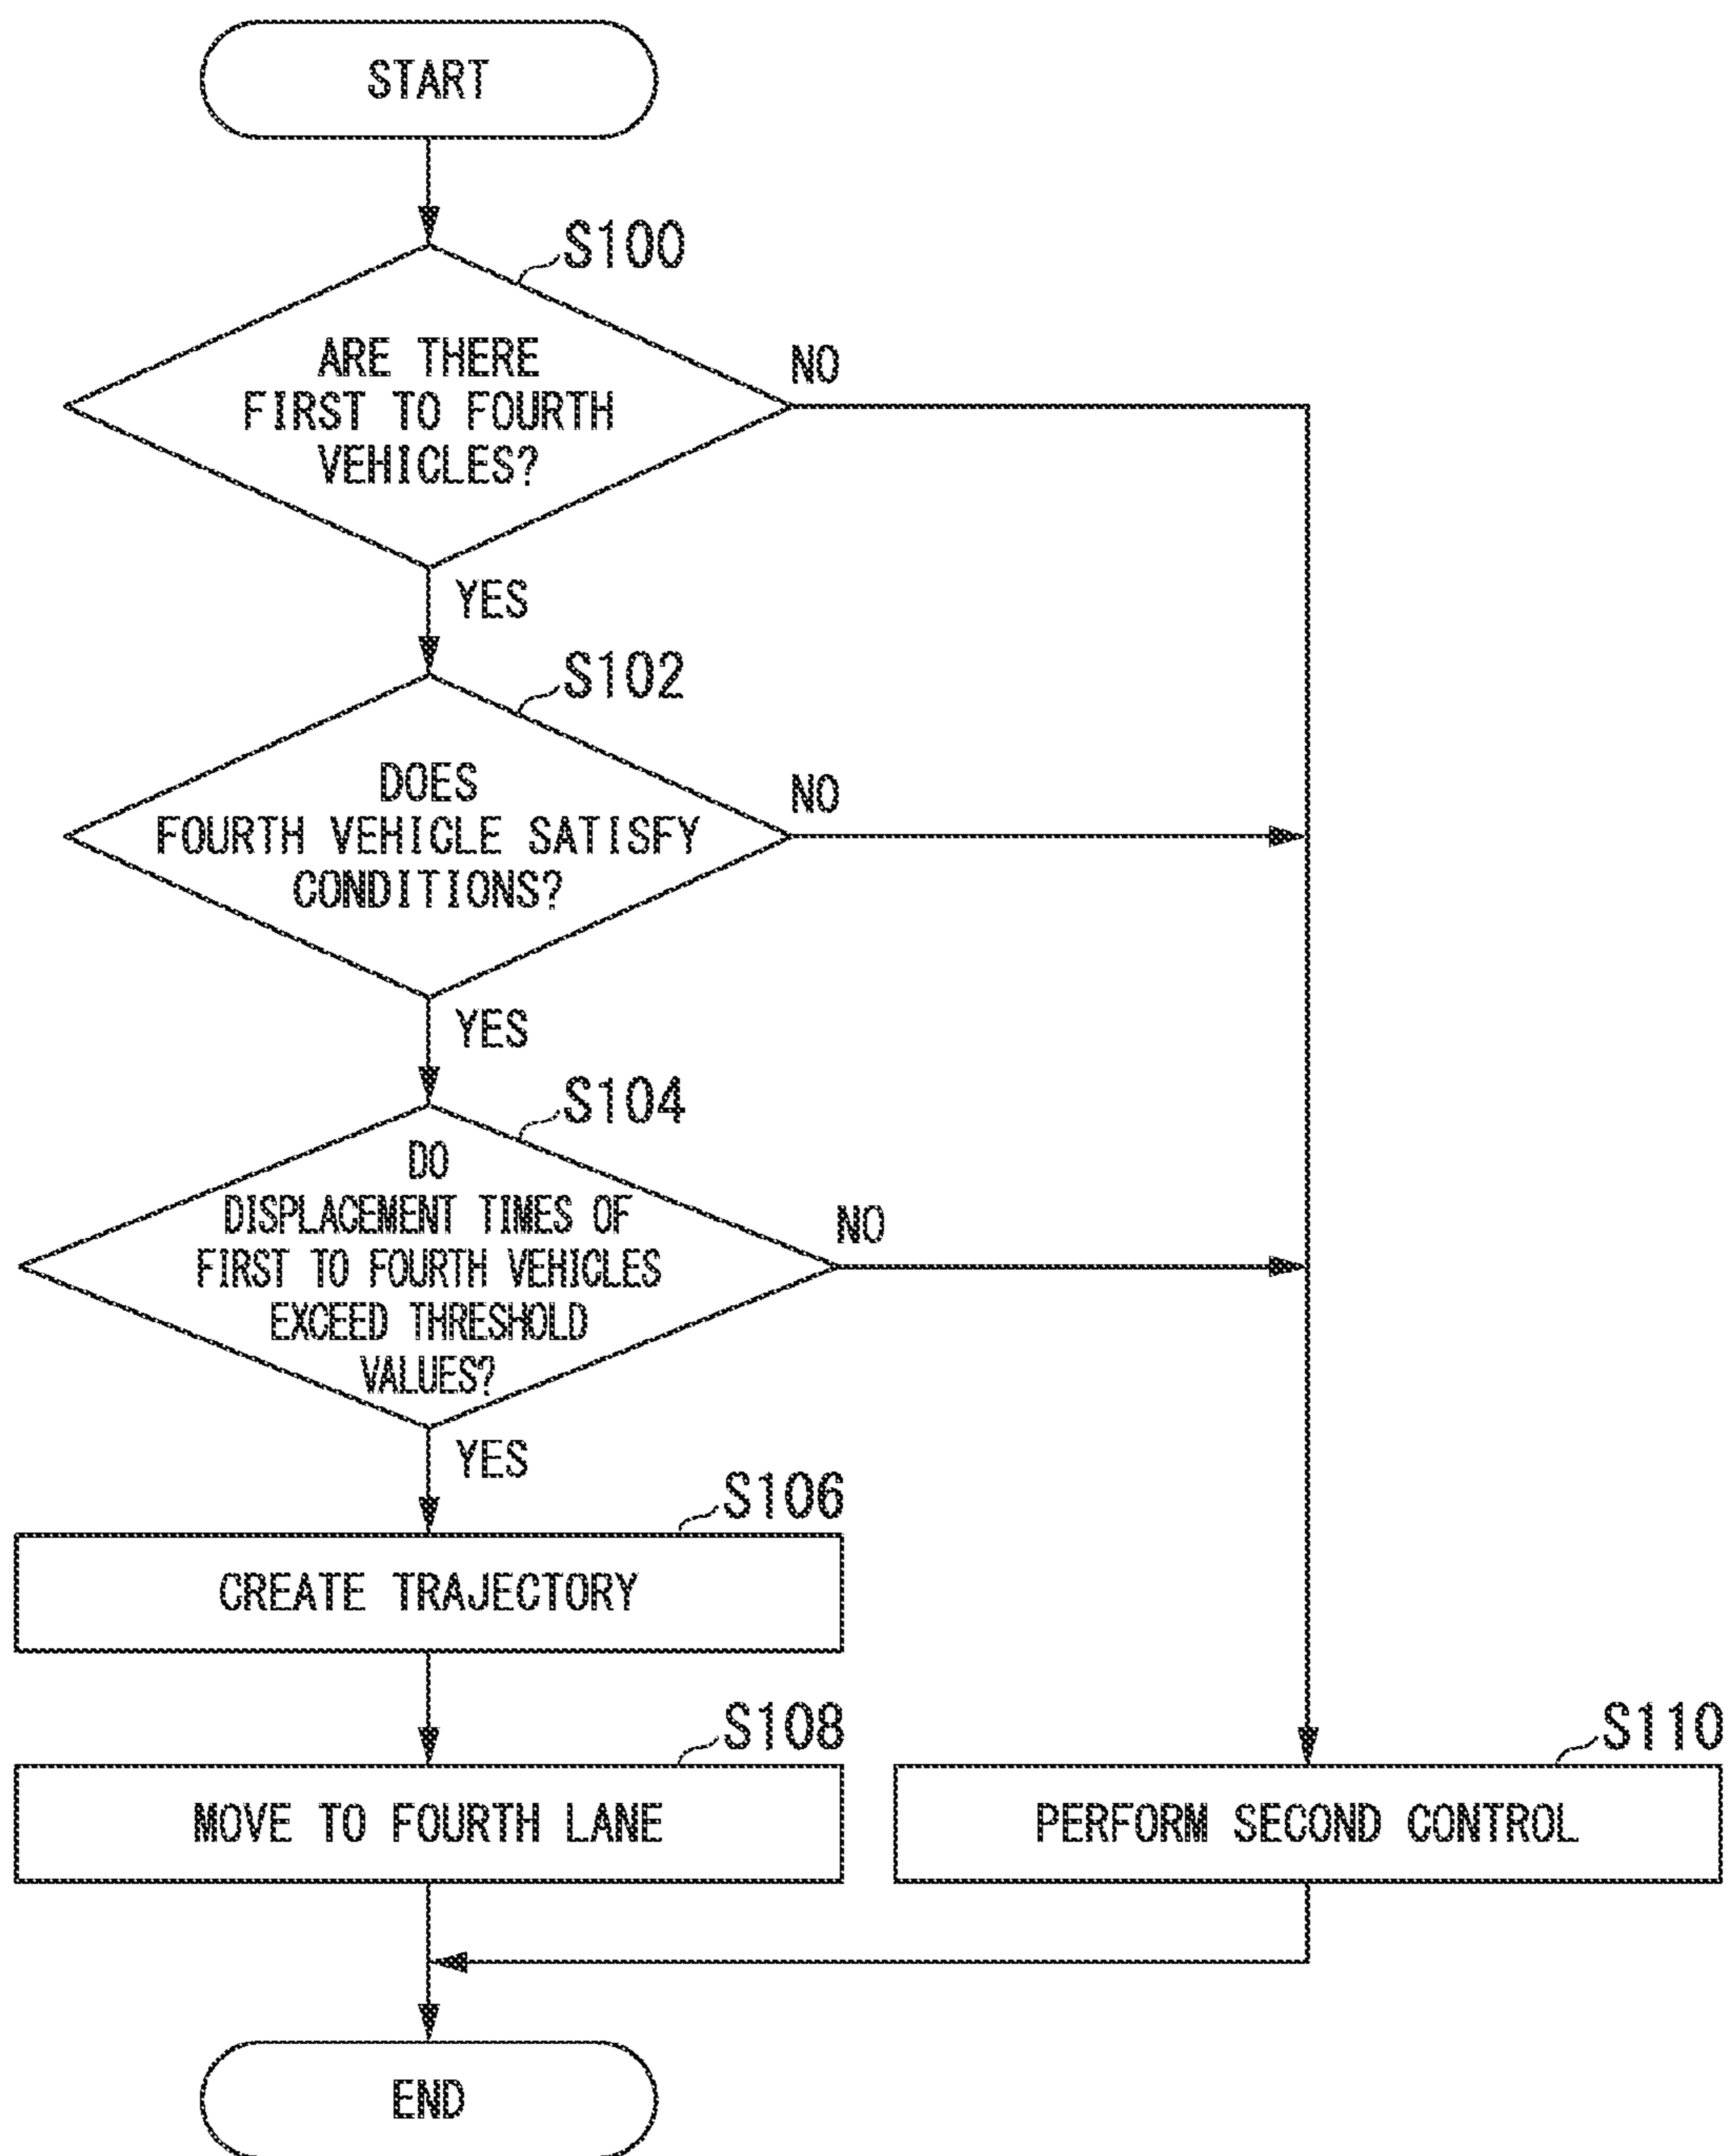 START
S100
ARE THERE
FIRST TO FOURTH
VEHICLES?
NO
YES
S102
DOES
FOURTH VEHICLE SATISFY
CONDITIONS?
NO
YES
S104
DO
DISPLACEMENT TIMES OF
FIRST TO FOURTH VEHICLES
EXCEED THRESHOLD
VALUES?
NO
YES
S106
CREATE TRAJECTORY
S108
MOVE TO FOURTH LANE
S110
PERFORM SECOND CONTROL
END